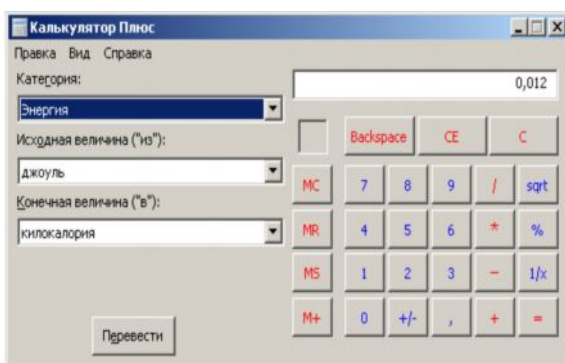 Калькулятор Плюс
Правка Вид Справка
Категория:
Энергия
Исходная величина ("из"):
джоуль
Конечная величина ("в"):
килокалория
Перевести
0,012
Backspace CE C
MC 7 8 9 / sqrt
MR 4 5 6 * %
MS 1 2 3 - 1/x
M+ 0 +/- , + =